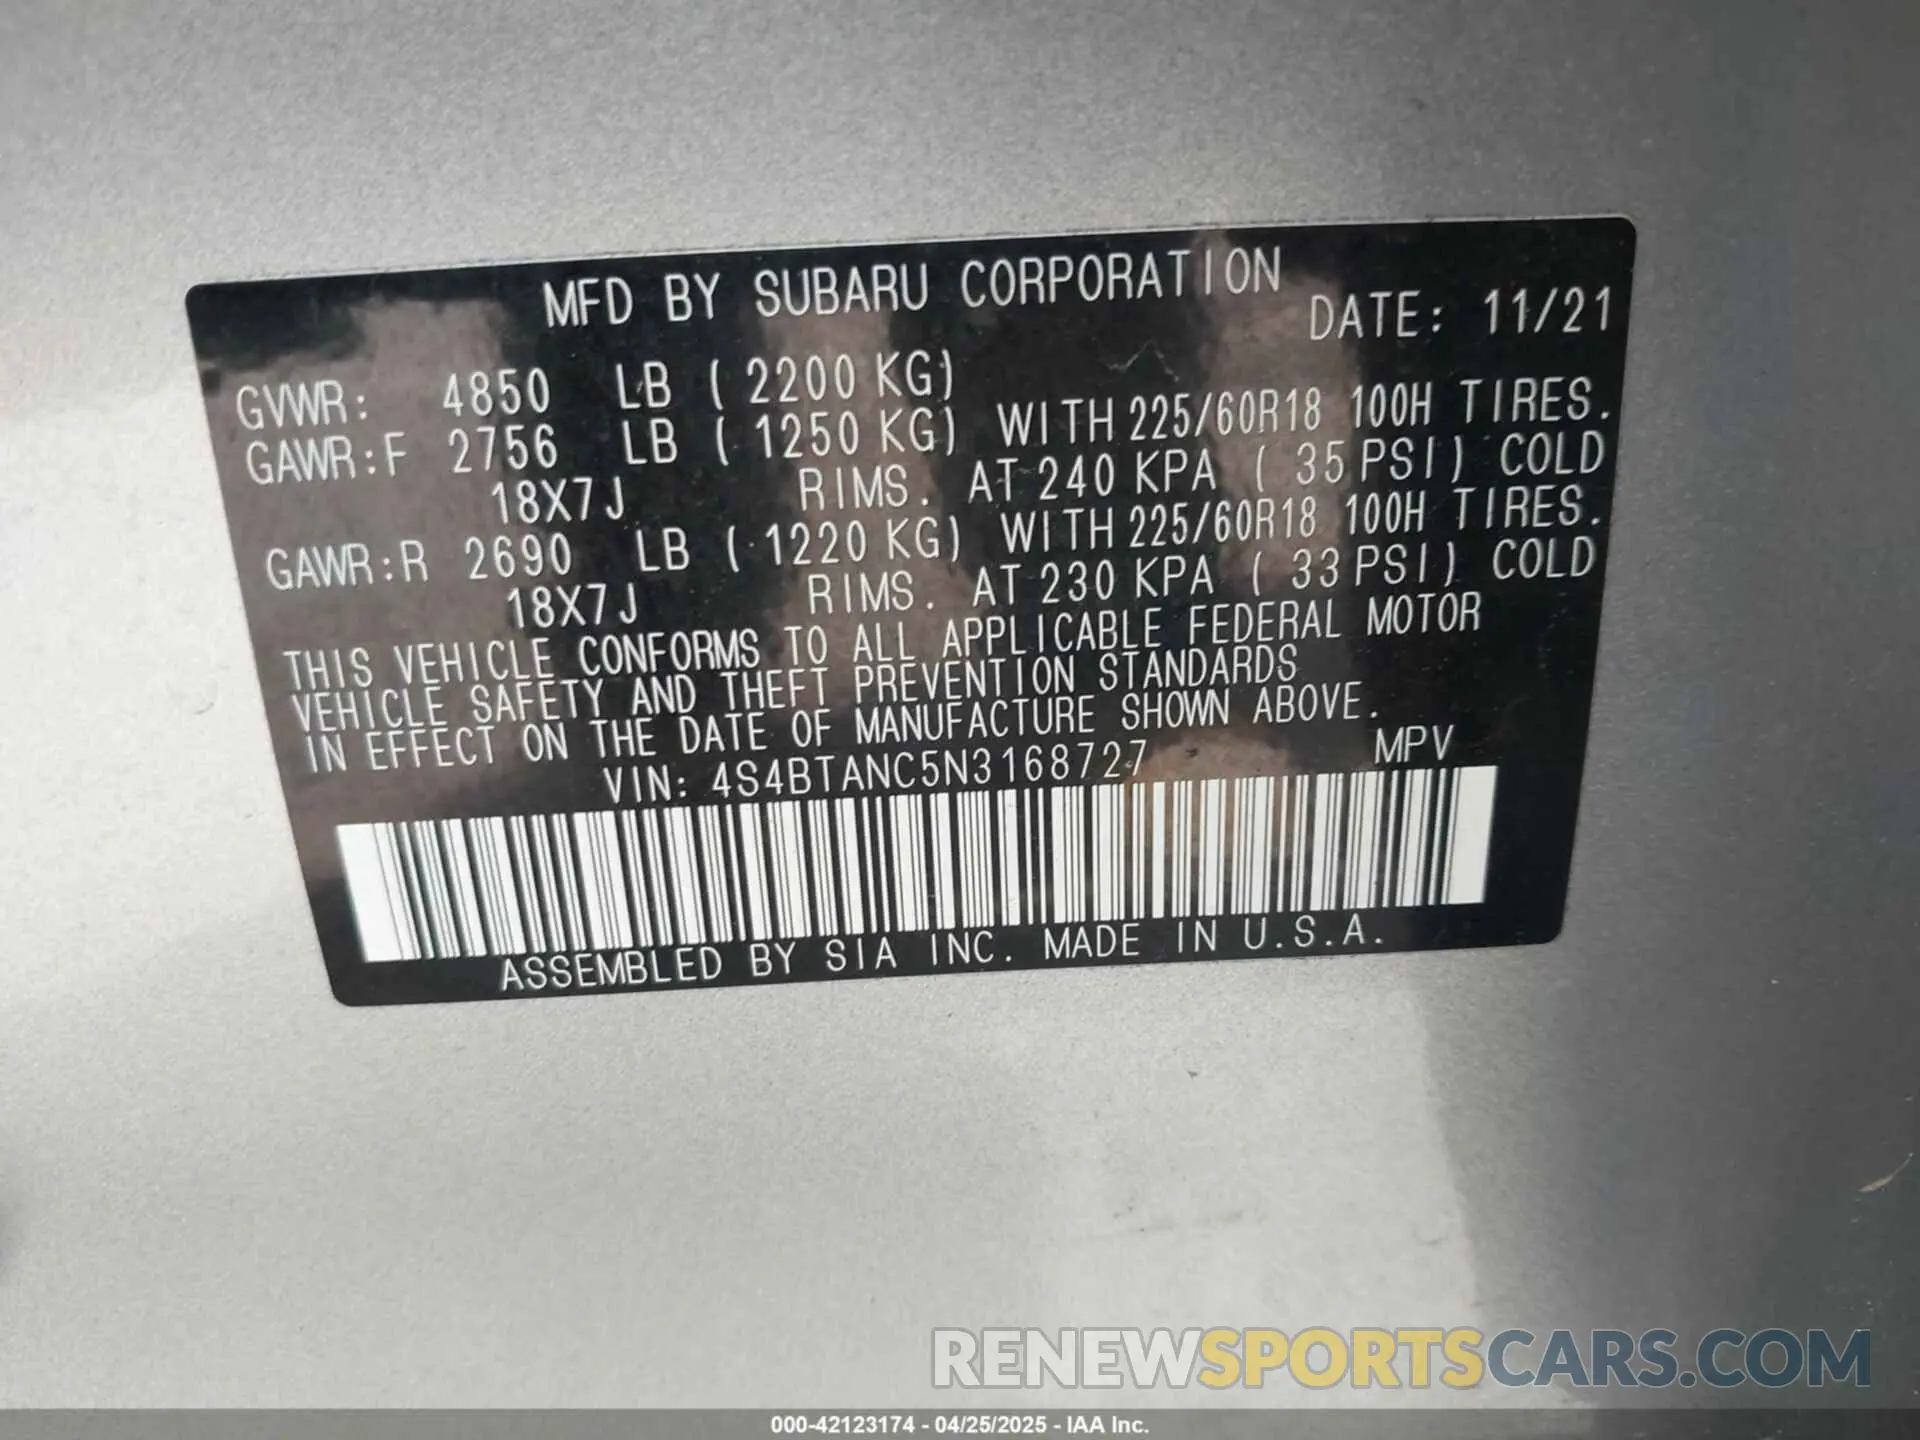 MFD BY SUBARU CORPORATION
DATE: 11/21
GVWR: 4850 LB ( 2200 KG)
GAWR:F 2756 LB ( 1250 KG) WITH 225/60R18 100H TIRES.
18X7J RIMS. AT 240 KPA ( 35PSI) COLD
GAWR:R 2690 LB ( 1220 KG) WITH 225/60R18 100H TIRES.
18X7J RIMS. AT 230 KPA ( 33PSI) COLD
THIS VEHICLE CONFORMS TO ALL APPLICABLE FEDERAL MOTOR
VEHICLE SAFETY AND THEFT PREVENTION STANDARDS
IN EFFECT ON THE DATE OF MANUFACTURE SHOWN ABOVE.
VIN: 4S4BTANC5N3168727 MPV
ASSEMBLED BY SIA INC. MADE IN U.S.A.
RENEWSPORTSCARS.COM
000-42123174 - 04/25/2025 - IAA Inc.